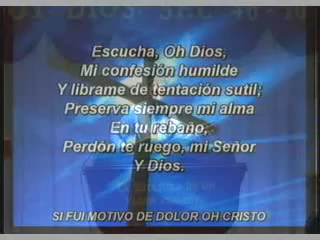 Escucha, Oh Dios,
Mi confesión humilde
Y librame de tentación sutil;
Preserva siempre mi alma
En tu rebaño,
Perdón te ruego, mi Señor
Y Dios.
SI FUI MOTIVO DE DOLOR OH CRISTO